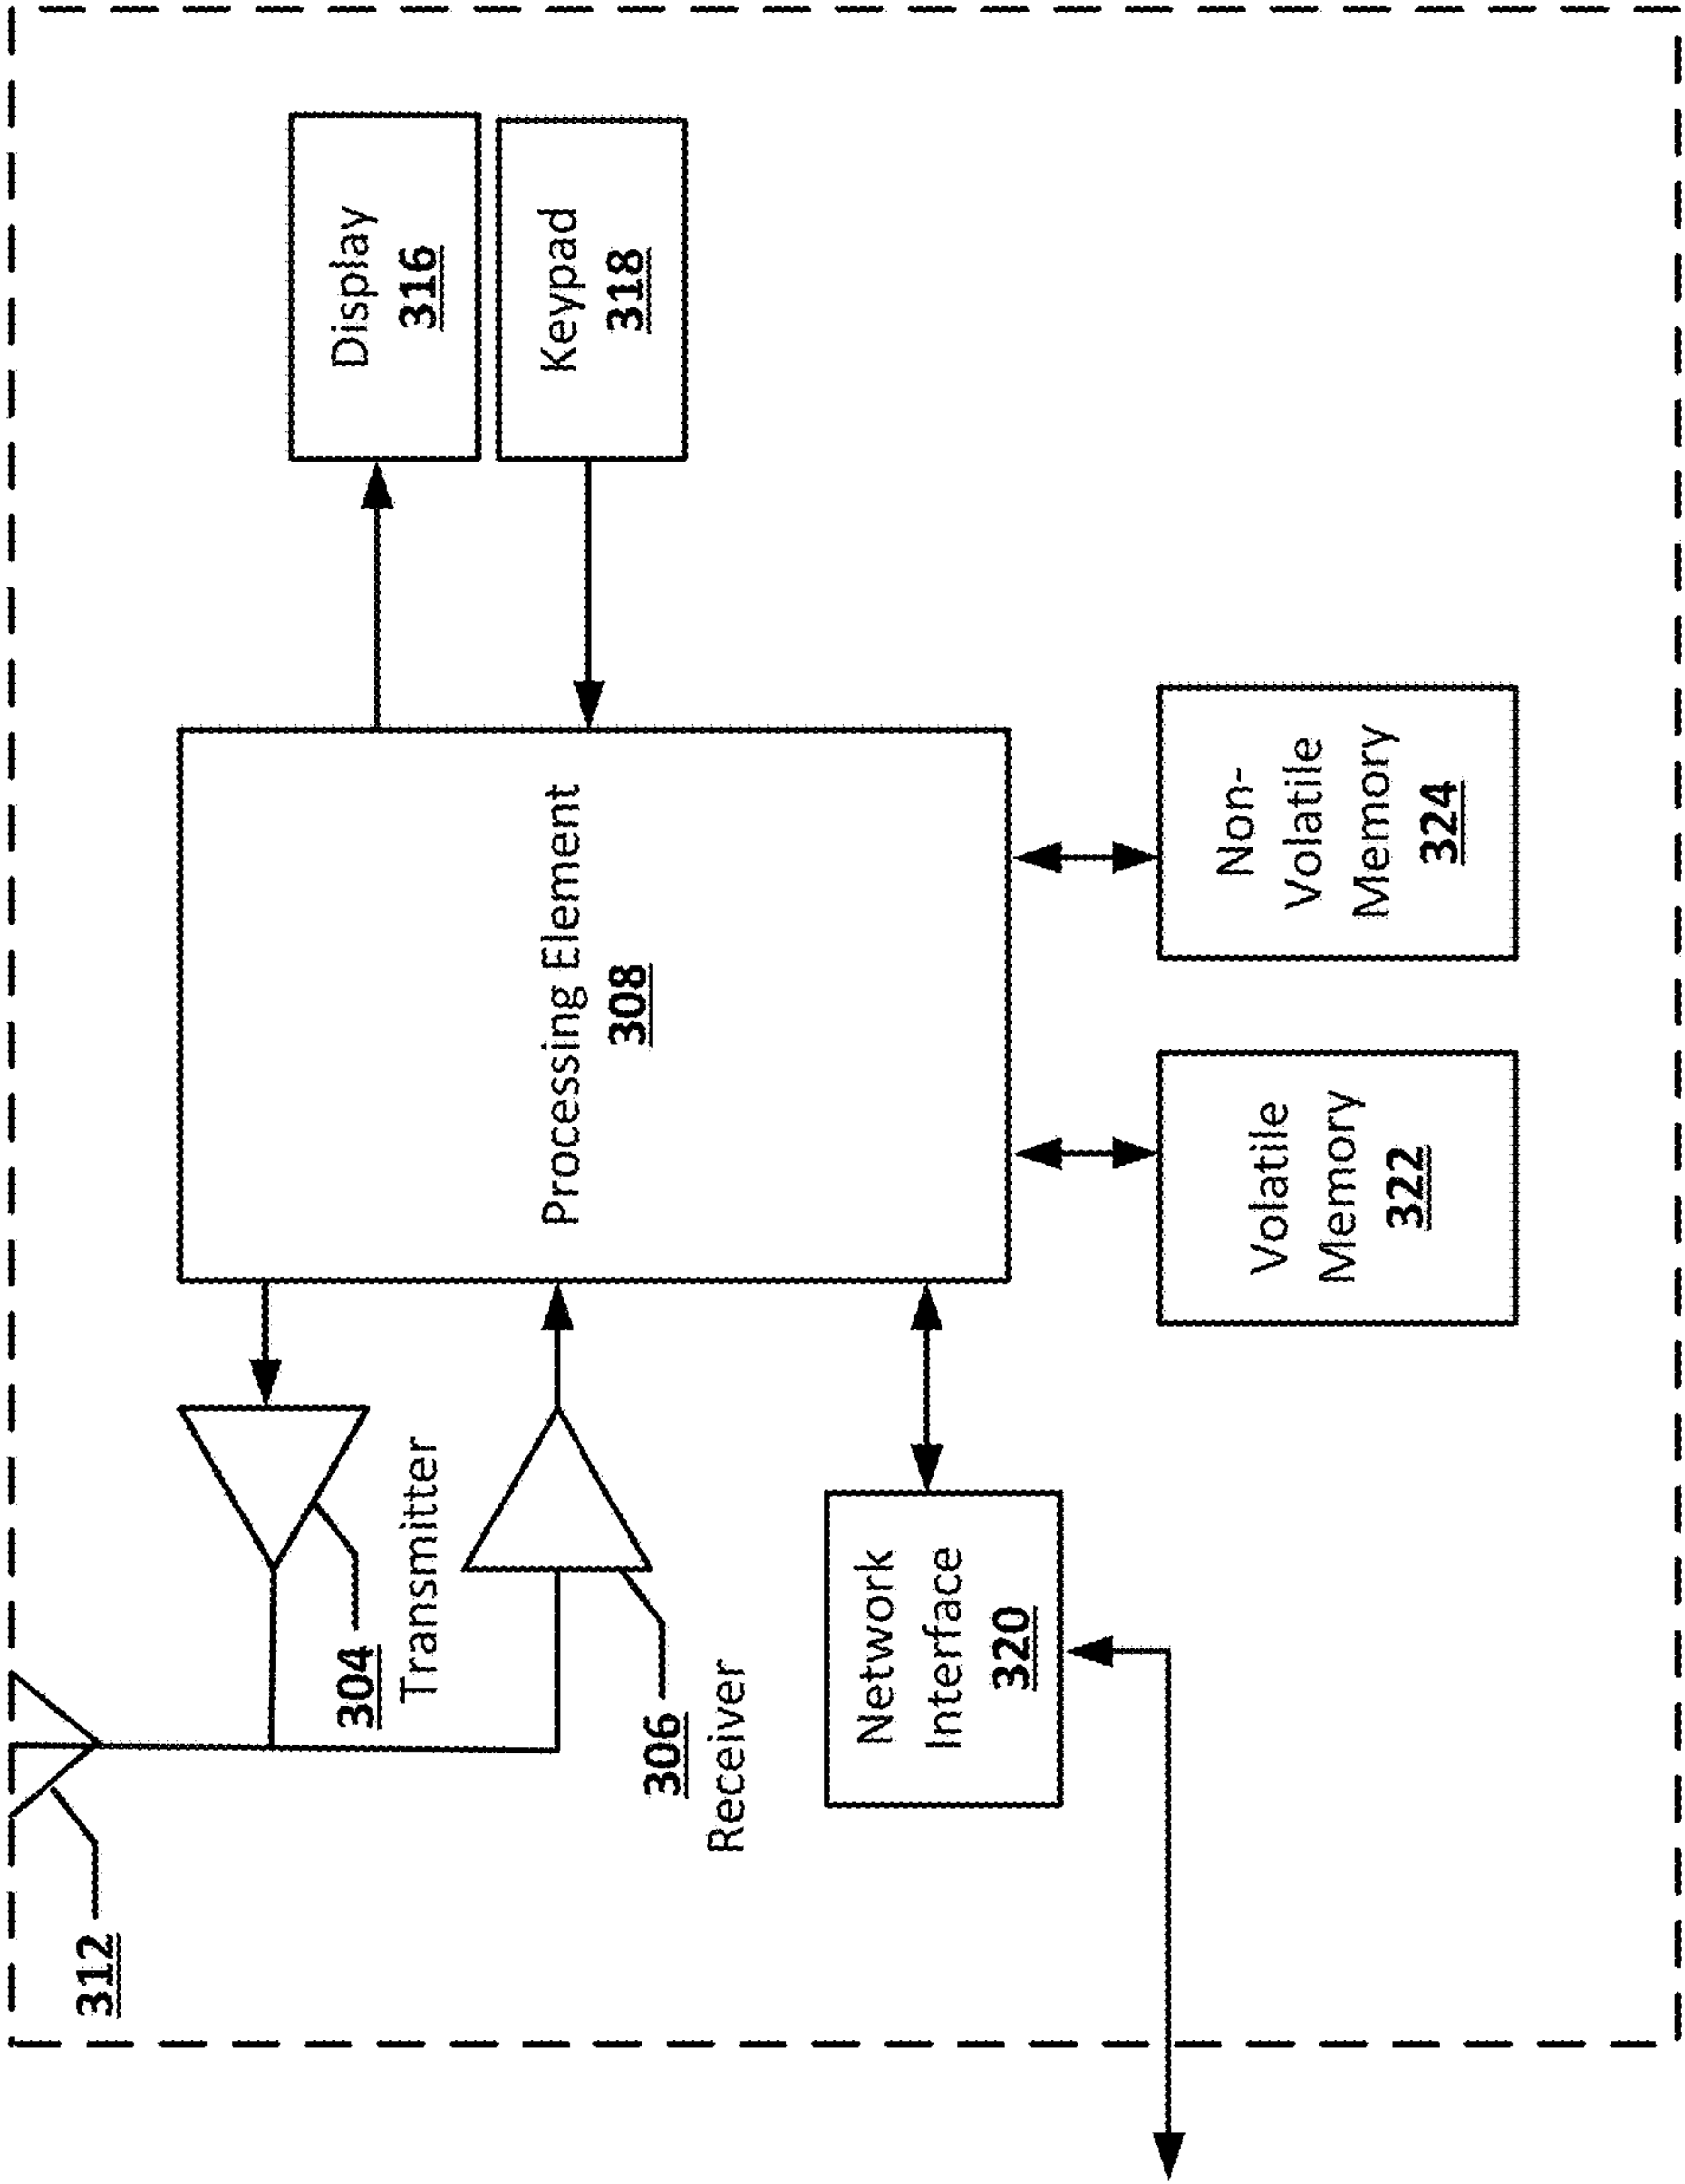 312
304
Transmitter
306
Receiver
Network
Interface
320
Processing Element
308
Display
316
Keypad
318
Volatile
Memory
322
Non-
Volatile
Memory
324